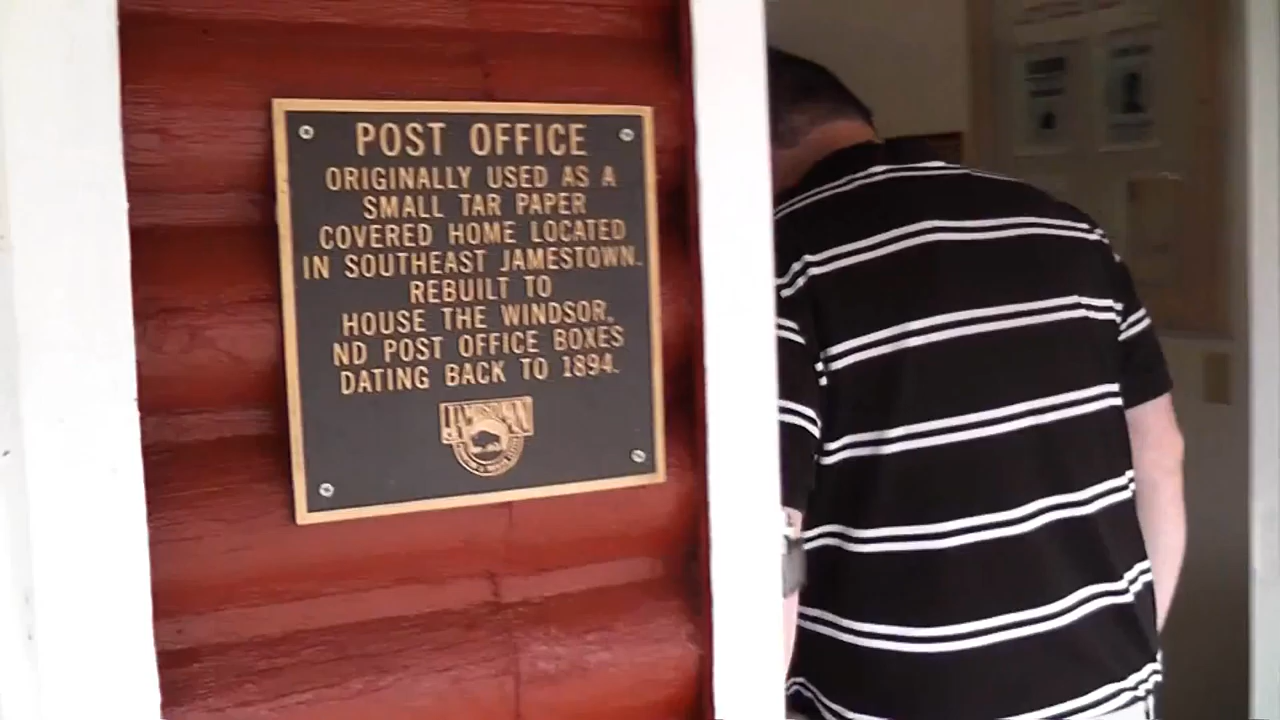 POST OFFICE
ORIGINALLY USED AS A
SMALL TAR PAPER
COVERED HOME LOCATED
IN SOUTHEAST JAMESTOWN.
REBUILT TO
HOUSE THE WINDSOR,
ND POST OFFICE BOXES
DATING BACK TO 1894.